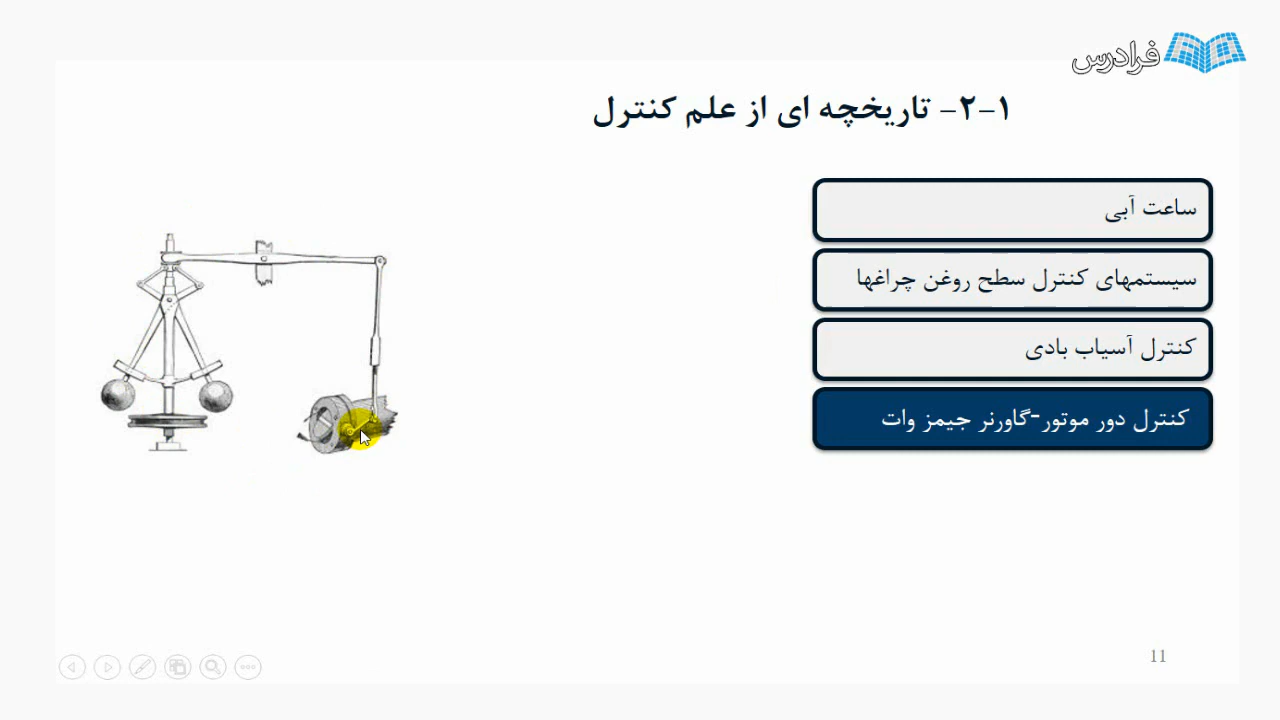 فرادرس
۱-۲- تاریخچه ای از علم کنترل
ساعت آبی
سیستمهای کنترل سطح روغن چراغها
کنترل آسیاب بادی
کنترل دور موتور-گاورنر جیمز وات
11